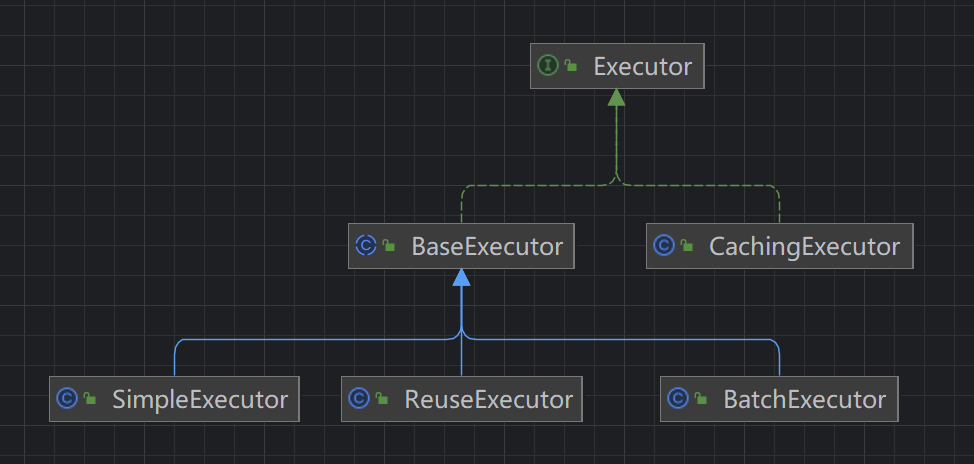 Executor
BaseExecutor
CachingExecutor
SimpleExecutor
ReuseExecutor
BatchExecutor